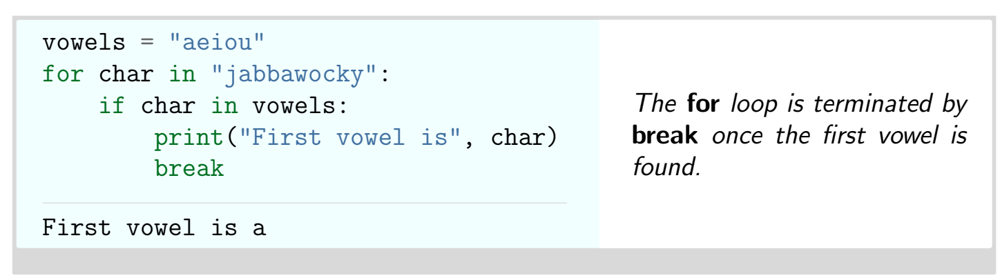 vowels = "aeiou"
for char in "jabbawocky":
    if char in vowels:
        print("First vowel is", char)
        break
First vowel is a
The for loop is terminated by
break once the first vowel is
found.